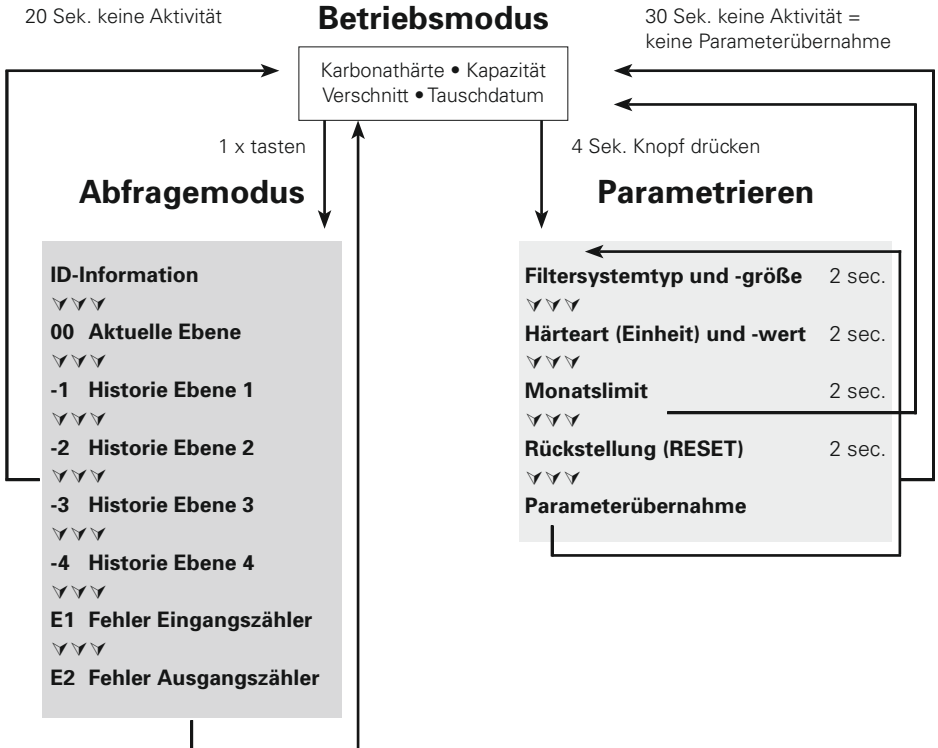 20 Sek. keine Aktivität
Betriebsmodus
30 Sek. keine Aktivität =
keine Parameterübernahme
Karbonathärte • Kapazität
Verschnitt • Tauschdatum
1 x tasten
4 Sek. Knopf drücken
Abfragemodus
ID-Information
00 Aktuelle Ebene
-1 Historie Ebene 1
-2 Historie Ebene 2
-3 Historie Ebene 3
-4 Historie Ebene 4
E1 Fehler Eingangszähler
E2 Fehler Ausgangszähler
Parametrieren
Filtersystemtyp und -größe 2 sec.
Härteart (Einheit) und -wert 2 sec.
Monatslimit 2 sec.
Rückstellung (RESET) 2 sec.
Parameterübernahme